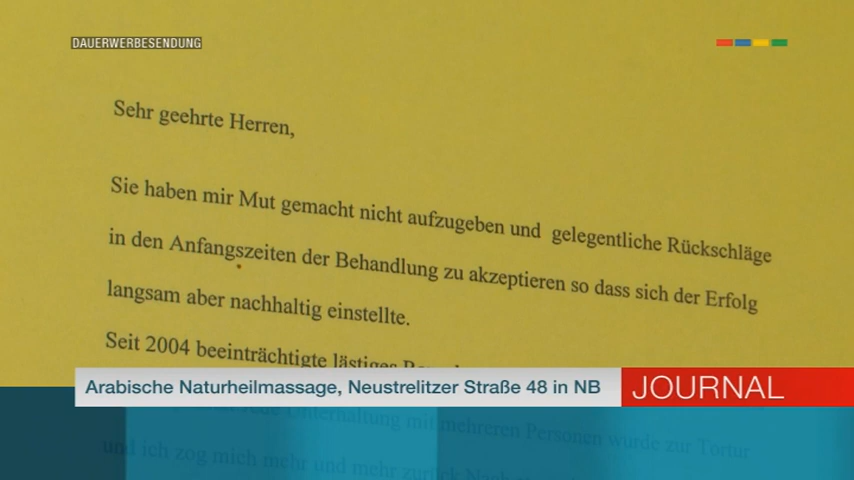 DAUERWERBESENDUNG
Sehr geehrte Herren,
Sie haben mir Mut gemacht nicht aufzugeben und gelegentliche Rückschläge
in den Anfangszeiten der Behandlung zu akzeptieren so dass sich der Erfolg
langsam aber nachhaltig einstellte.
Seit 2004 beeinträchtigte lästiges
Arabische Naturheilmassage, Neustrelitzer Straße 48 in NB
JOURNAL
Unterhaltung mit mehreren Personen wurde zur Tortur
und ich zog mich mehr und mehr zurück